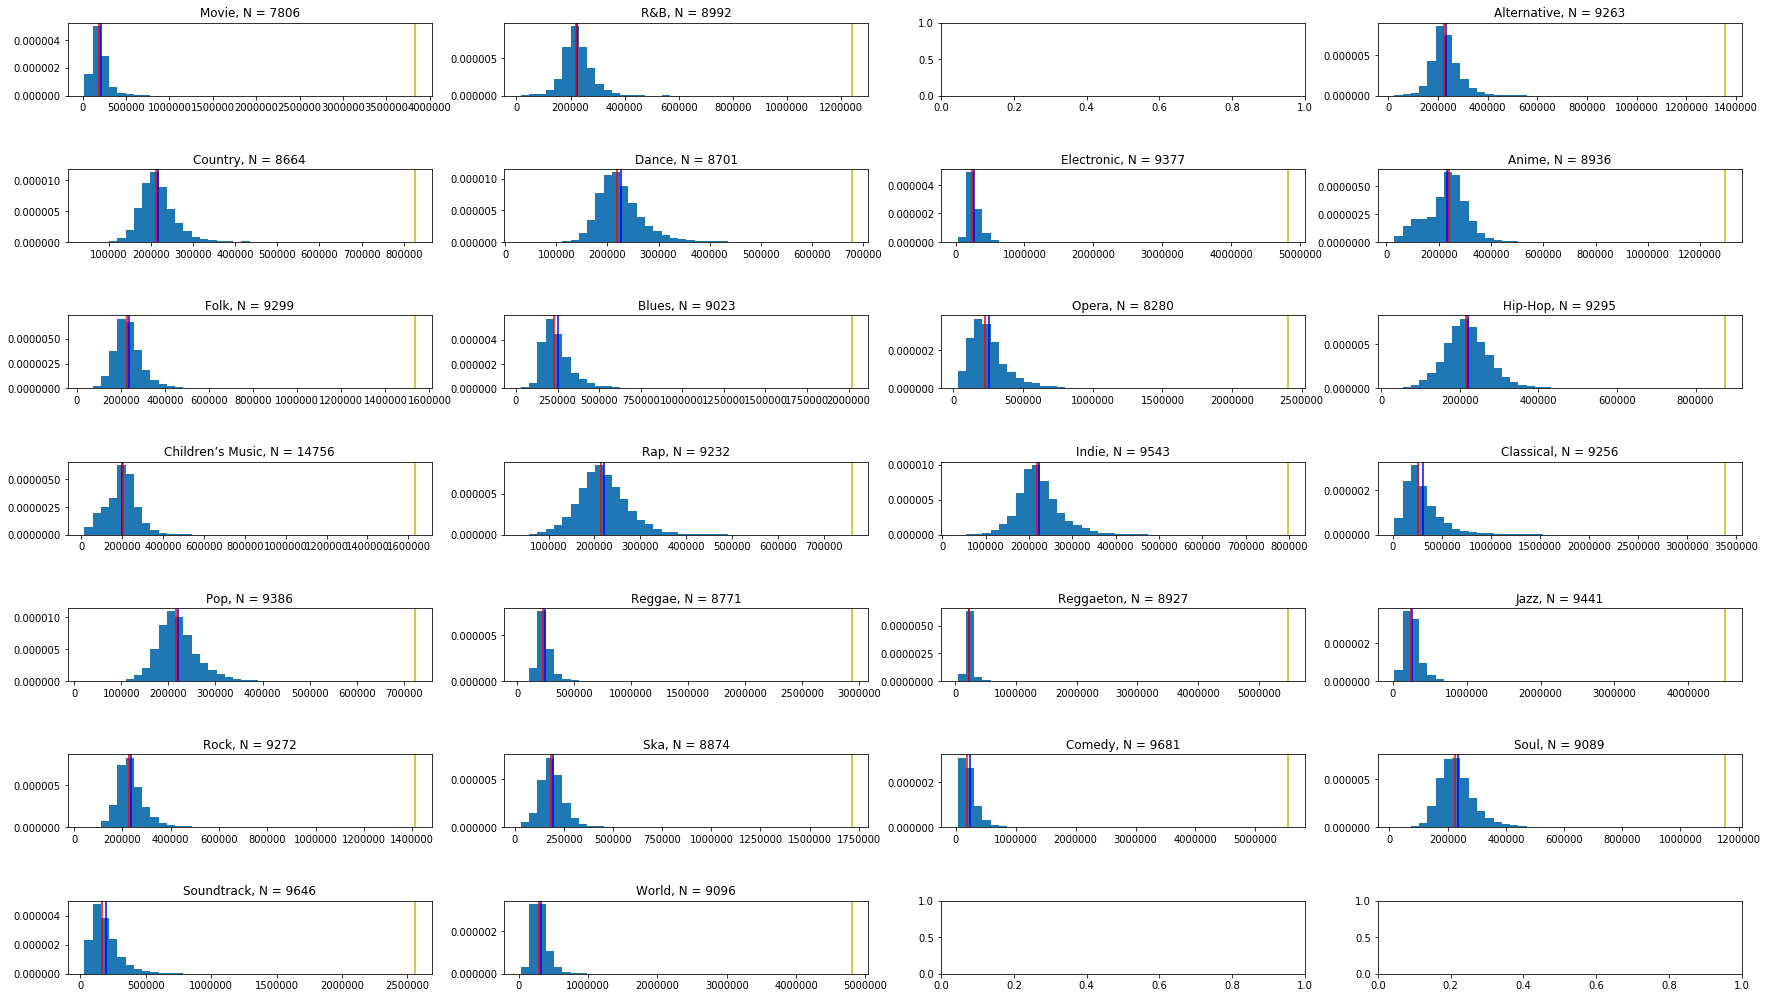 Movie, N = 7806
0.000004
0.000002
0.000000
0 500000 1000000 1500000 2000000 2500000 3000000 3500000 4000000
R&B, N = 8992
0.000005
0.000000
0 200000 400000 600000 800000 1000000 1200000
1.0
0.5
0.0
0.0 0.2 0.4 0.6 0.8 1.0
Alternative, N = 9263
0.000005
0.000000
0 200000 400000 600000 800000 1000000 1200000 1400000
Country, N = 8664
0.000010
0.000005
0.000000
100000 200000 300000 400000 500000 600000 700000 800000
Dance, N = 8701
0.000010
0.000005
0.000000
0 100000 200000 300000 400000 500000 600000 700000
Electronic, N = 9377
0.000004
0.000002
0.000000
0 1000000 2000000 3000000 4000000 5000000
Anime, N = 8936
0.0000050
0.0000025
0.0000000
0 200000 400000 600000 800000 1000000 1200000
Folk, N = 9299
0.0000050
0.0000025
0.0000000
0 200000 400000 600000 800000 1000000 1200000 1400000 1600000
Blues, N = 9023
0.000004
0.000002
0.000000
0 250000 500000 750000 1000000 1250000 1500000 1750000 2000000
Opera, N = 8280
0.000002
0.000000
0 500000 1000000 1500000 2000000 2500000
Hip-Hop, N = 9295
0.000005
0.000000
0 200000 400000 600000 800000
Children’s Music, N = 14756
0.0000050
0.0000025
0.0000000
0 200000 400000 600000 800000 1000000 1200000 1400000 1600000
Rap, N = 9232
0.000005
0.000000
100000 200000 300000 400000 500000 600000 700000
Indie, N = 9543
0.000010
0.000005
0.000000
0 100000 200000 300000 400000 500000 600000 700000 800000
Classical, N = 9256
0.000002
0.000000
0 500000 1000000 1500000 2000000 2500000 3000000 3500000
Pop, N = 9386
0.000010
0.000005
0.000000
0 100000 200000 300000 400000 500000 600000 700000
Reggae, N = 8771
0.000005
0.000000
0 500000 1000000 1500000 2000000 2500000 3000000
Reggaeton, N = 8927
0.0000050
0.0000025
0.0000000
0 1000000 2000000 3000000 4000000 5000000
Jazz, N = 9441
0.000002
0.000000
0 1000000 2000000 3000000 4000000
Rock, N = 9272
0.000005
0.000000
0 200000 400000 600000 800000 1000000 1200000 1400000
Ska, N = 8874
0.000005
0.000000
0 250000 500000 750000 1000000 1250000 1500000 1750000
Comedy, N = 9681
0.000002
0.000000
0 1000000 2000000 3000000 4000000 5000000
Soul, N = 9089
0.000005
0.000000
0 200000 400000 600000 800000 1000000 1200000
Soundtrack, N = 9646
0.000004
0.000002
0.000000
0 500000 1000000 1500000 2000000 2500000
World, N = 9096
0.000002
0.000000
0 1000000 2000000 3000000 4000000 5000000
1.0
0.5
0.0
0.0 0.2 0.4 0.6 0.8 1.0
1.0
0.5
0.0
0.0 0.2 0.4 0.6 0.8 1.0